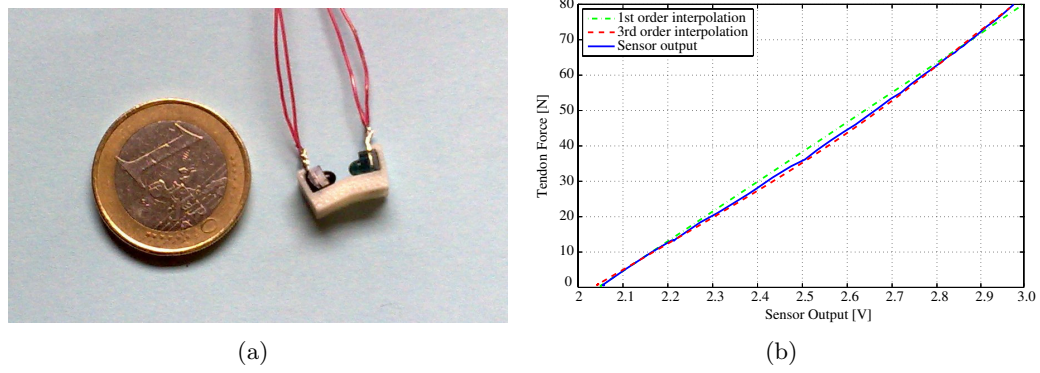 80
70
60
50
40
30
20
10
0
Tendon Force [N]
1st order interpolation
3rd order interpolation
Sensor output
2 2.1 2.2 2.3 2.4 2.5 2.6 2.7 2.8 2.9 3.0
Sensor Output [V]
(a) (b)